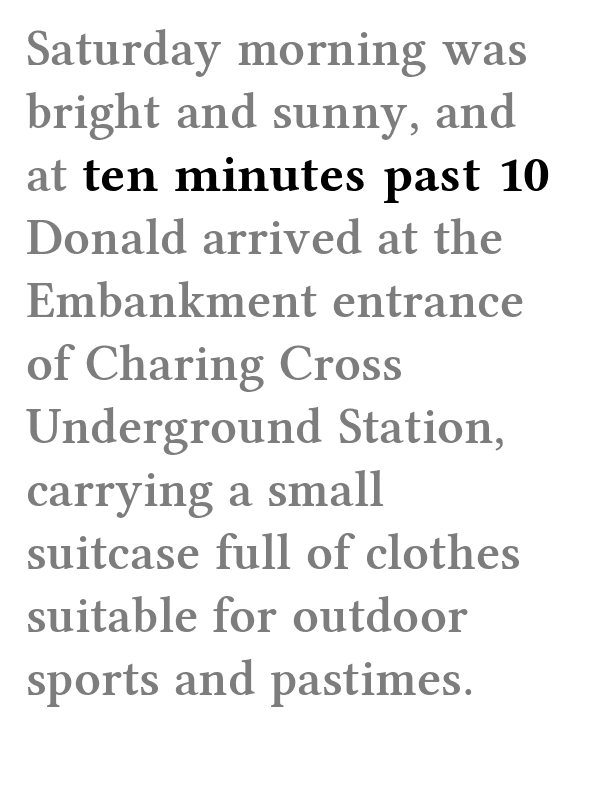 Saturday morning was
bright and sunny, and
at ten minutes past 10
Donald arrived at the
Embankment entrance
of Charing Cross
Underground Station,
carrying a small
suitcase full of clothes
suitable for outdoor
sports and pastimes.